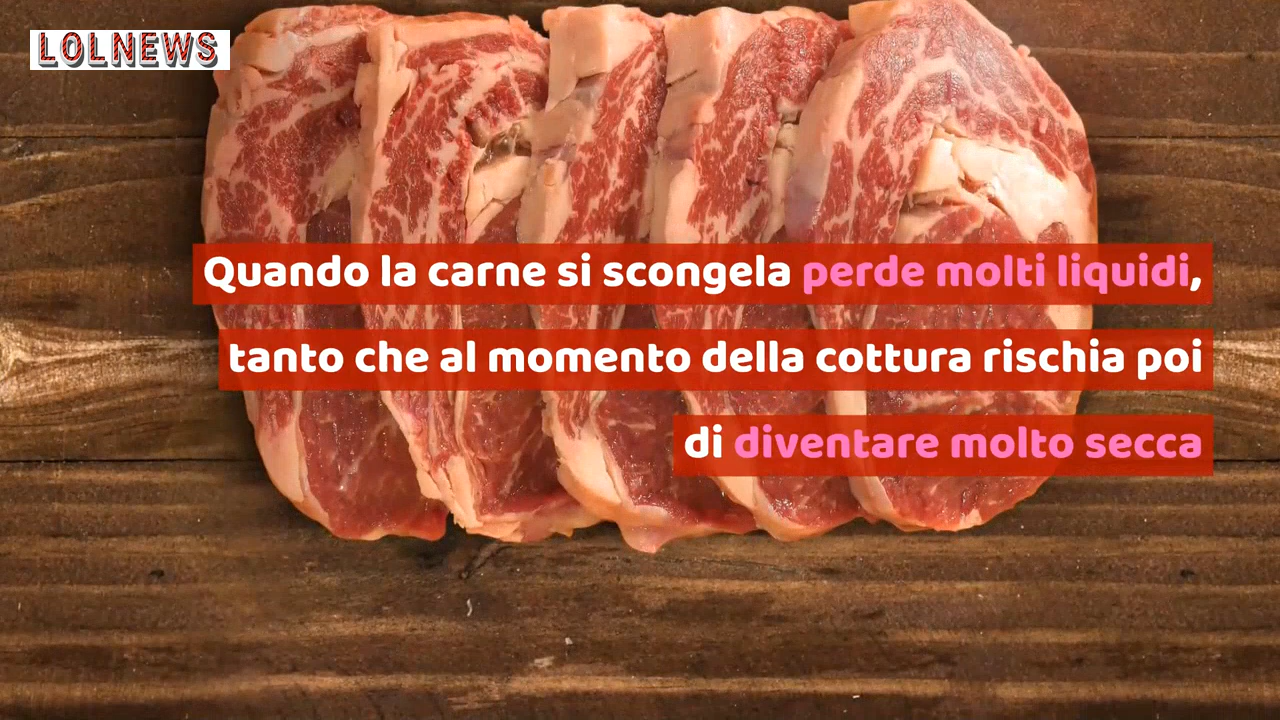 LOLNEWS
Quando la carne si scongela perde molti liquidi,
tanto che al momento della cottura rischia poi
di diventare molto secca